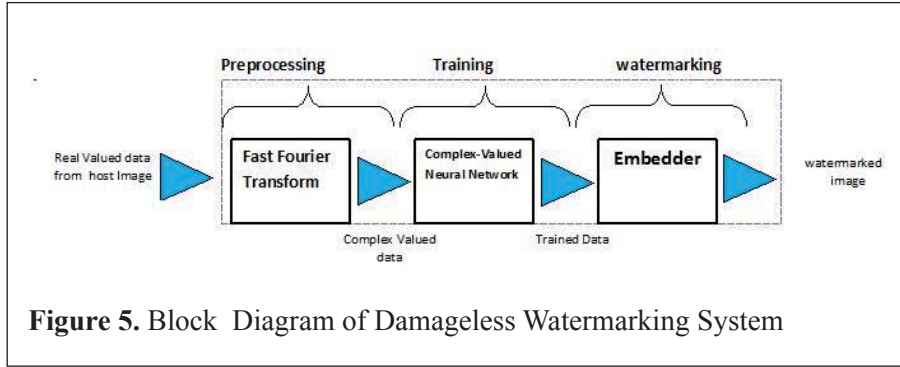 Preprocessing Training watermarking
Real Valued data
from host Image
Fast Fourier
Transform
Complex-Valued
Neural Network
Embedder
watermarked
image
Complex Valued
data
Trained Data
Figure 5. Block Diagram of Damageless Watermarking System